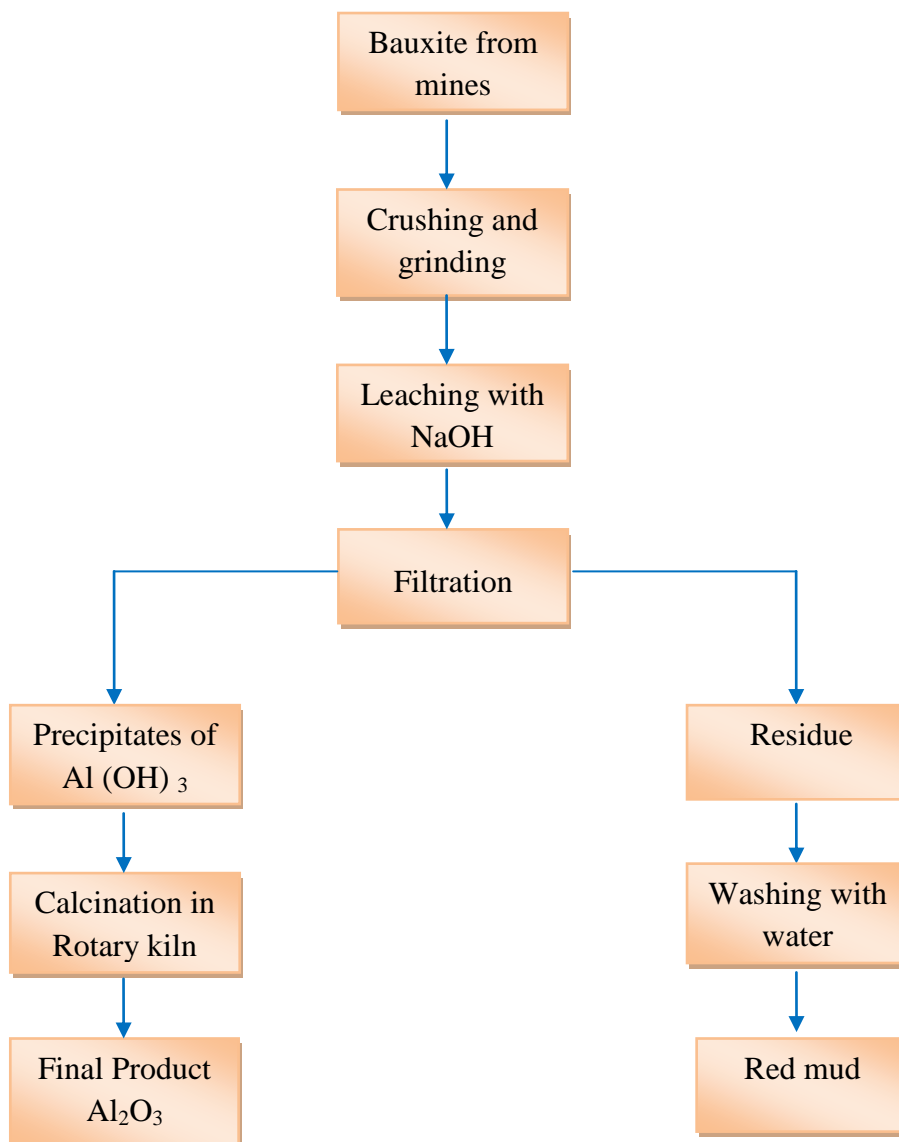 Bauxite from
mines
Crushing and
grinding
Leaching with
NaOH
Filtration
Precipitates of
Al (OH) ₃
Residue
Calcination in
Rotary kiln
Washing with
water
Final Product
Al₂O₃
Red mud